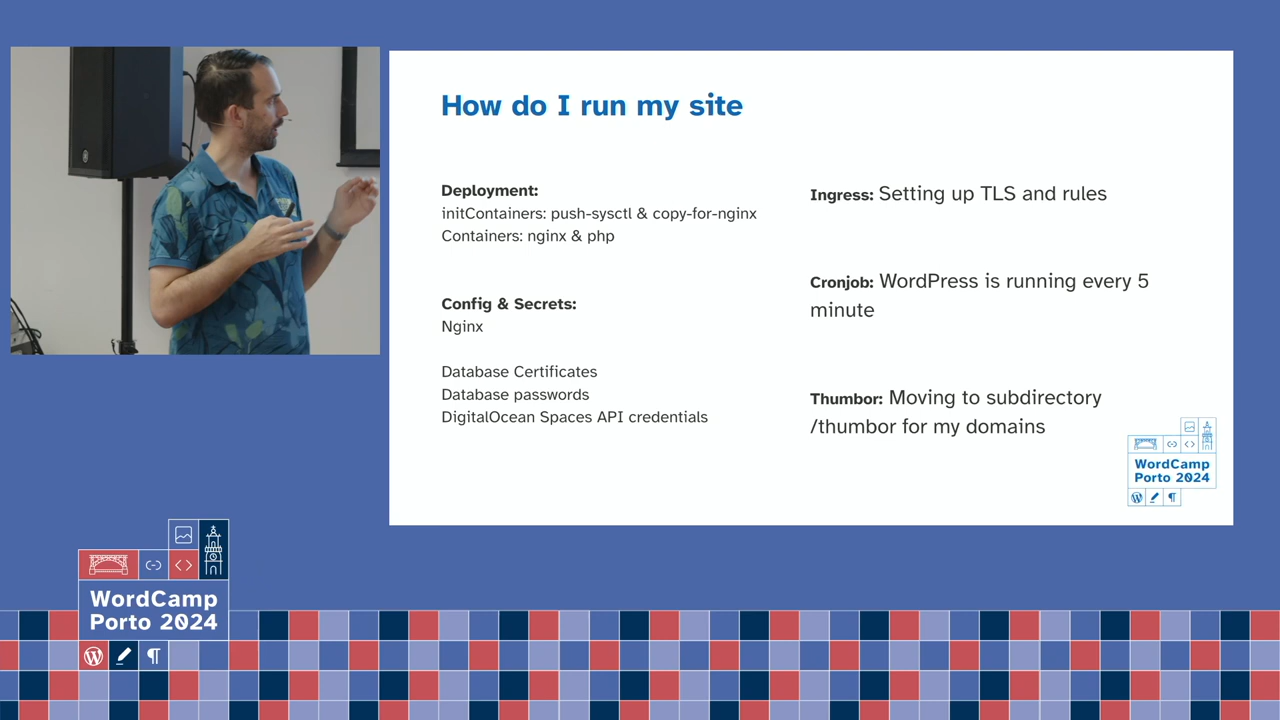 How do I run my site
Deployment:
initContainers: push-sysctl & copy-for-nginx
Containers: nginx & php
Config & Secrets:
Nginx
Database Certificates
Database passwords
DigitalOcean Spaces API credentials
Ingress: Setting up TLS and rules
Cronjob: WordPress is running every 5
minute
Thumbor: Moving to subdirectory
/thumbor for my domains
WordCamp
Porto 2024
WordCamp
Porto 2024